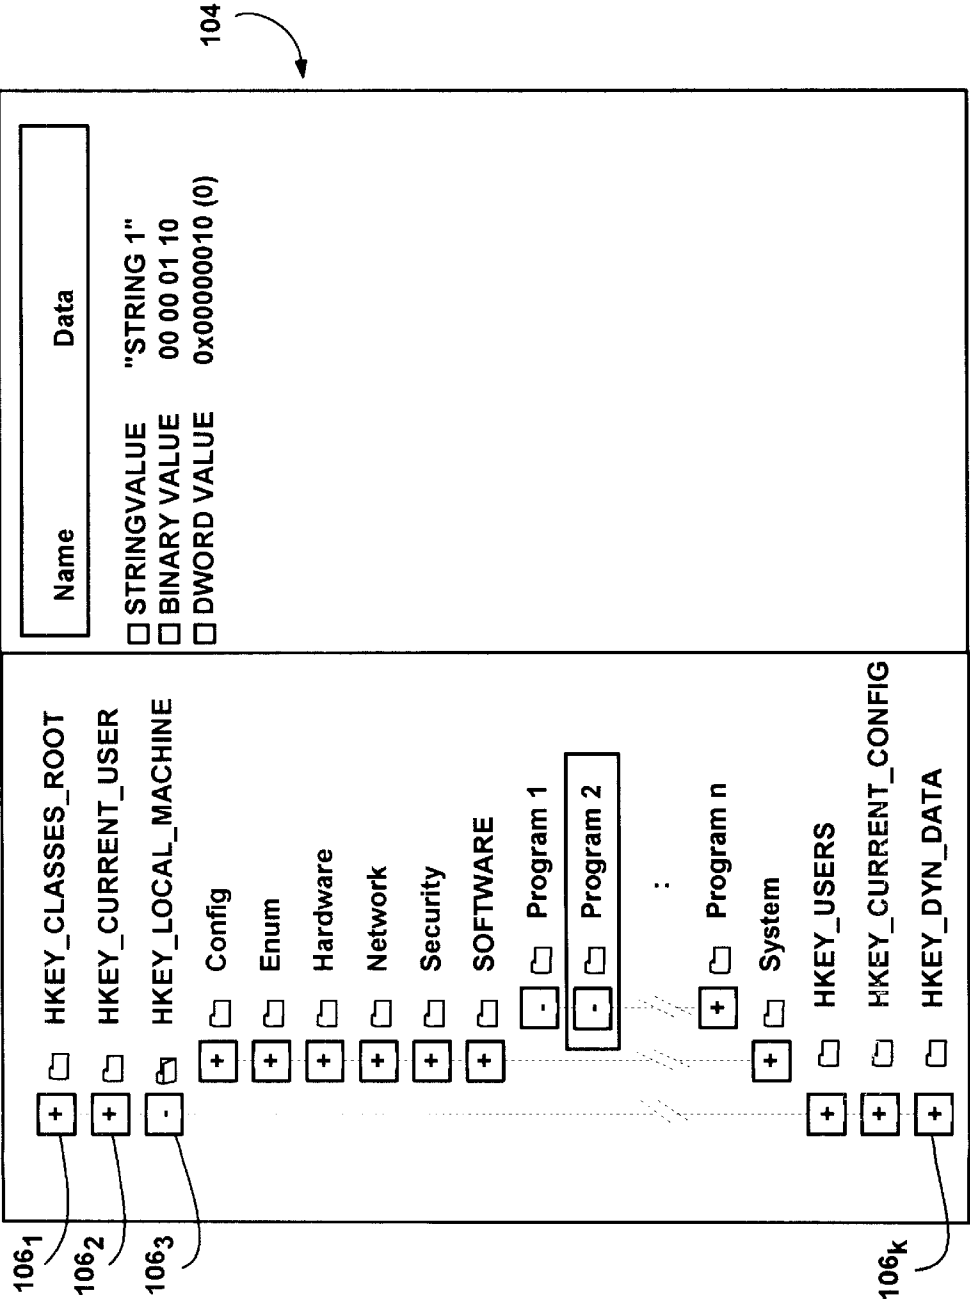 104
Name Data
STRINGVALUE "STRING 1"
BINARY VALUE 00 00 01 10
DWORD VALUE 0x00000010 (0)
106₁
+ HKEY_CLASSES_ROOT
106₂
+ HKEY_CURRENT_USER
106₃
- HKEY_LOCAL_MACHINE
+ Config
+ Enum
+ Hardware
+ Network
+ Security
+ SOFTWARE
- Program 1
- Program 2
:
+ Program n
+ System
+ HKEY_USERS
+ HKEY_CURRENT_CONFIG
+ HKEY_DYN_DATA
106k